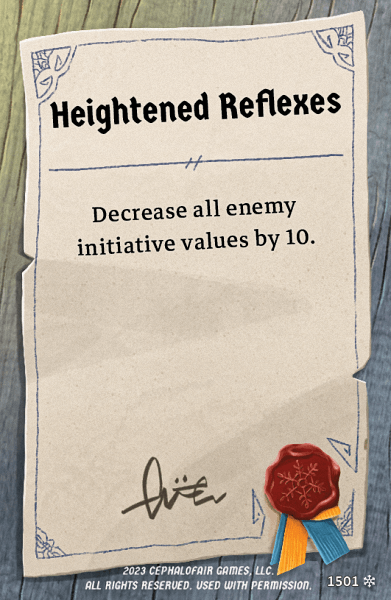 Heightened Reflexes
Decrease all enemy
initiative values by 10.
2023 CEPHALOFAIR GAMES, LLC.
ALL RIGHTS RESERVED. USED WITH PERMISSION.
1501